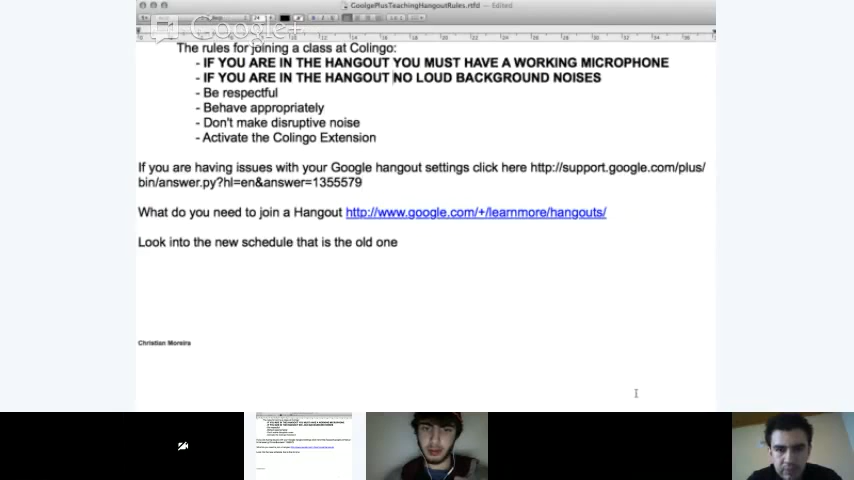 GoolgePlusTeachingHangoutRules.rtfd — Edited
Google+
The rules for joining a class at Colingo:
- IF YOU ARE IN THE HANGOUT YOU MUST HAVE A WORKING MICROPHONE
- IF YOU ARE IN THE HANGOUT NO LOUD BACKGROUND NOISES
- Be respectful
- Behave appropriately
- Don't make disruptive noise
- Activate the Colingo Extension
If you are having issues with your Google hangout settings click here http://support.google.com/plus/
bin/answer.py?hl=en&answer=1355579
What do you need to join a Hangout http://www.google.com/+/learnmore/hangouts/
Look into the new schedule that is the old one
Christian Moreira